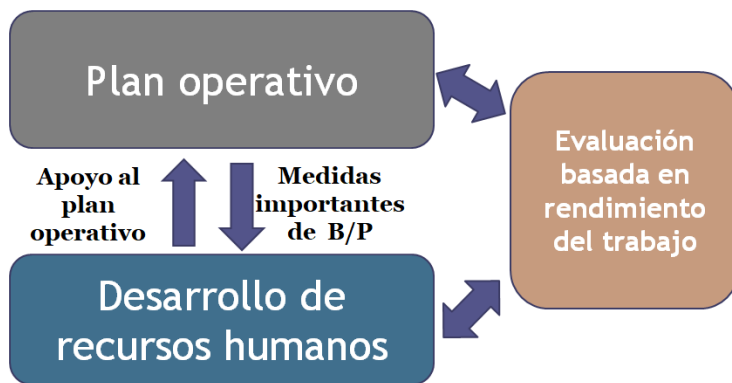 Plan operativo
Apoyo al
plan
operativo
Medidas
importantes
de B/P
Desarrollo de
recursos humanos
Evaluación
basada en
rendimiento
del trabajo